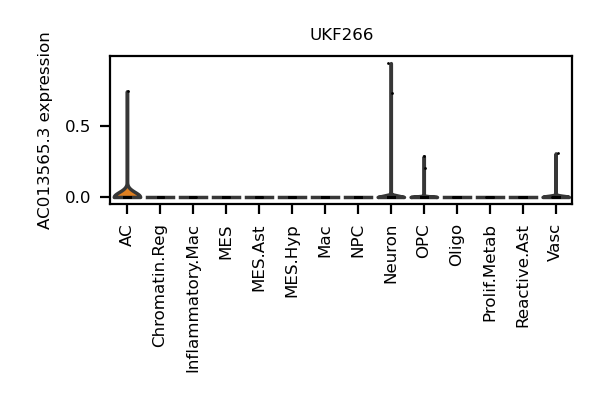 UKF266
AC013565.3 expression
0.5
0.0
AC
Chromatin.Reg
Inflammatory.Mac
MES
MES.Ast
MES.Hyp
Mac
NPC
Neuron
OPC
Oligo
Prolif.Metab
Reactive.Ast
Vasc